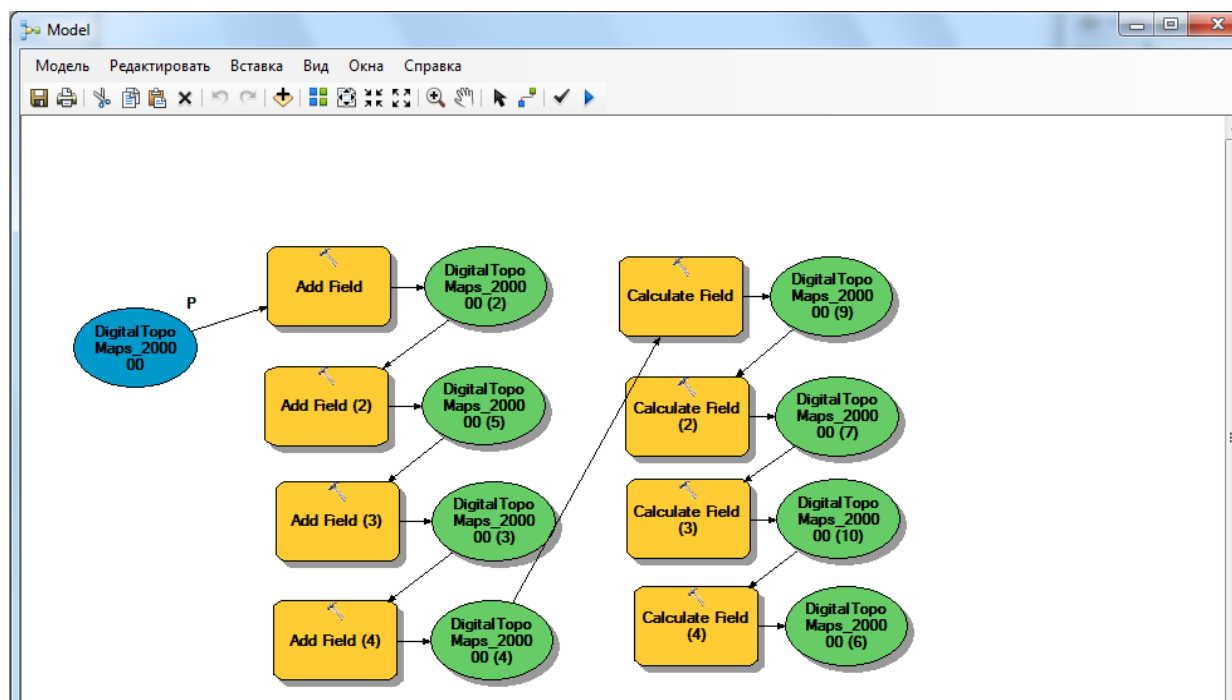 Model
Модель Редактировать Вставка Вид Окна Справка
P
DigitalTopo
Maps_2000
00
Add Field
DigitalTopo
Maps_2000
00 (2)
Add Field (2)
DigitalTopo
Maps_2000
00 (5)
Add Field (3)
DigitalTopo
Maps_2000
00 (3)
Add Field (4)
DigitalTopo
Maps_2000
00 (4)
Calculate Field
DigitalTopo
Maps_2000
00 (9)
Calculate Field
(2)
DigitalTopo
Maps_2000
00 (7)
Calculate Field
(3)
DigitalTopo
Maps_2000
00 (10)
Calculate Field
(4)
DigitalTopo
Maps_2000
00 (6)